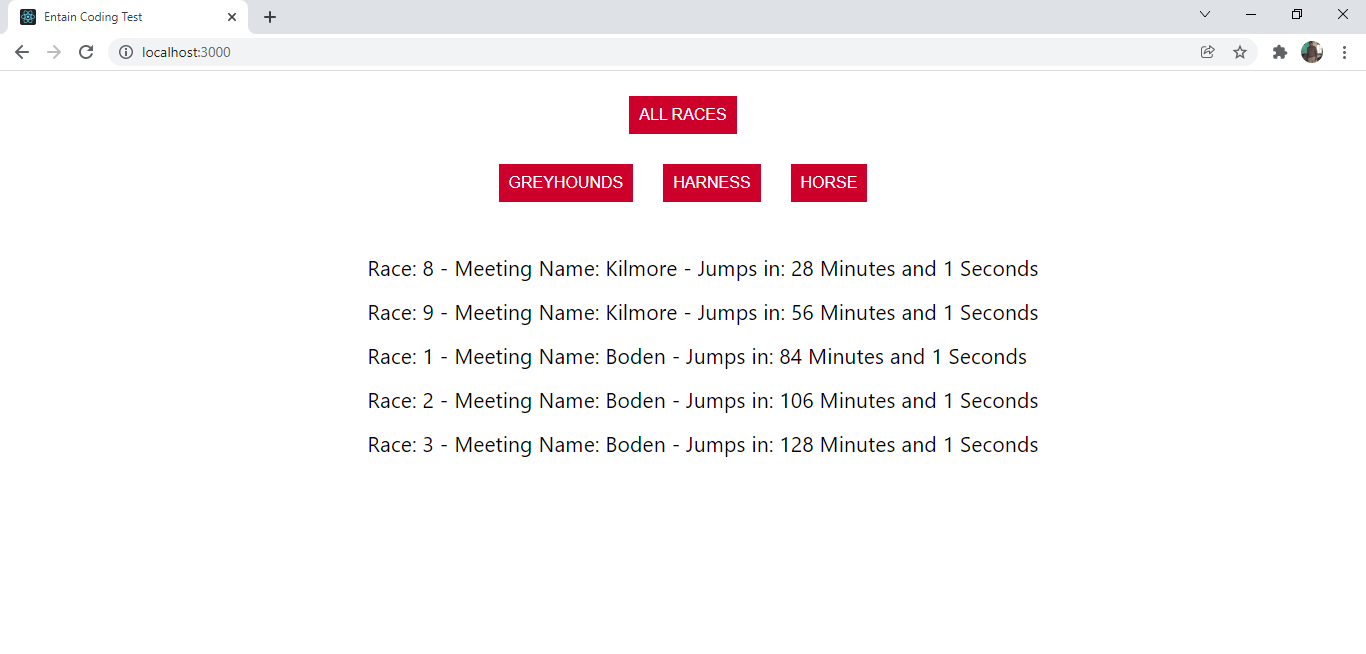 Entain Coding Test
localhost:3000
ALL RACES
GREYHOUNDS HARNESS HORSE
Race: 8 - Meeting Name: Kilmore - Jumps in: 28 Minutes and 1 Seconds
Race: 9 - Meeting Name: Kilmore - Jumps in: 56 Minutes and 1 Seconds
Race: 1 - Meeting Name: Boden - Jumps in: 84 Minutes and 1 Seconds
Race: 2 - Meeting Name: Boden - Jumps in: 106 Minutes and 1 Seconds
Race: 3 - Meeting Name: Boden - Jumps in: 128 Minutes and 1 Seconds